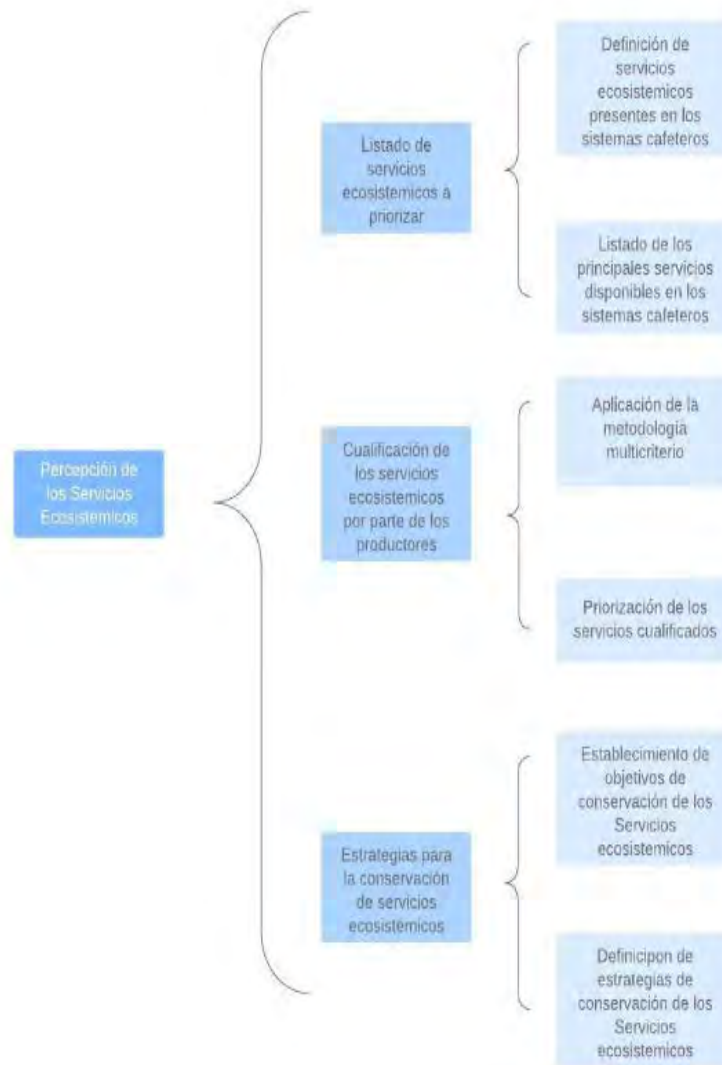 Percepción de
los Servicios
Ecosistemicos
Listado de
servicios
ecosistemicos a
priorizar
Definición de
servicios
ecosistemicos
presentes en los
sistemas cafeteros
Listado de los
principales servicios
disponibles en los
sistemas cafeteros
Cualificación de
los servicios
ecosistemicos
por parte de los
productores
Aplicación de la
metodología
multicriterio
Priorización de los
servicios cualificados
Estrategias para
la conservación
de servicios
ecosistémicos
Establecimiento de
objetivos de
conservación de los
Servicios
ecosistemicos
Definicipon de
estrategias de
conservación de los
Servicios
ecosistemicos